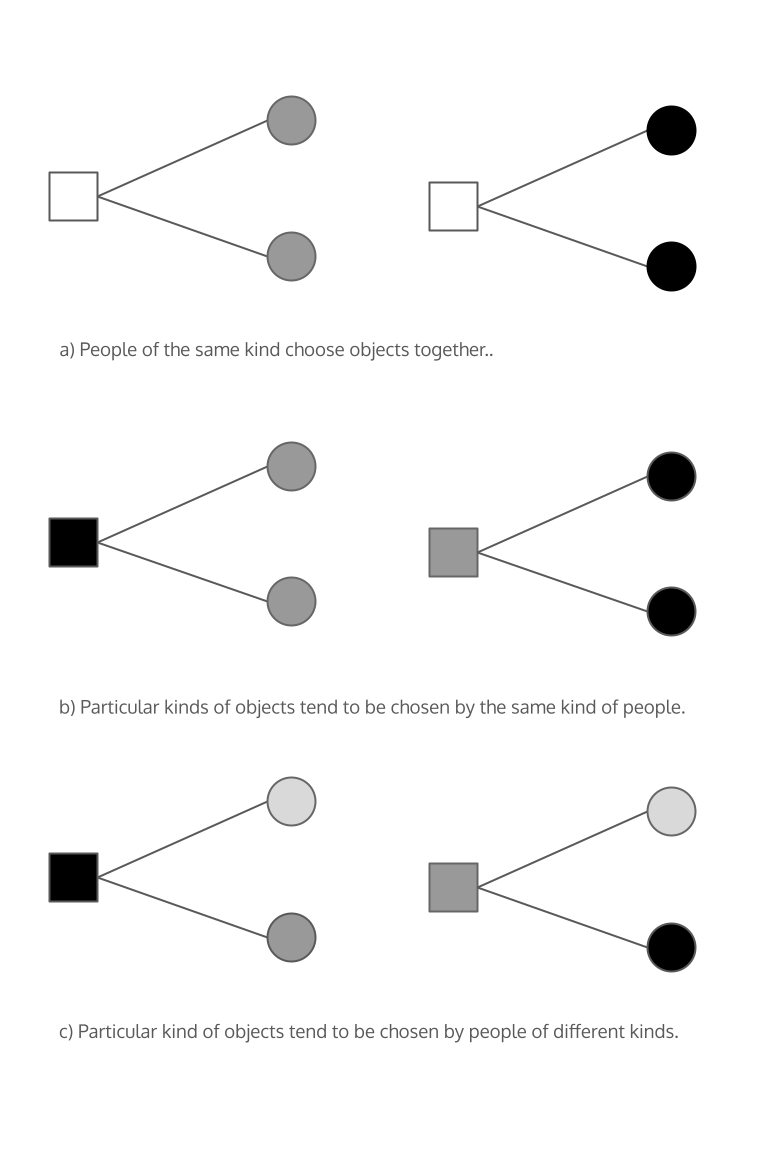 a) People of the same kind choose objects together..
b) Particular kinds of objects tend to be chosen by the same kind of people.
c) Particular kind of objects tend to be chosen by people of different kinds.